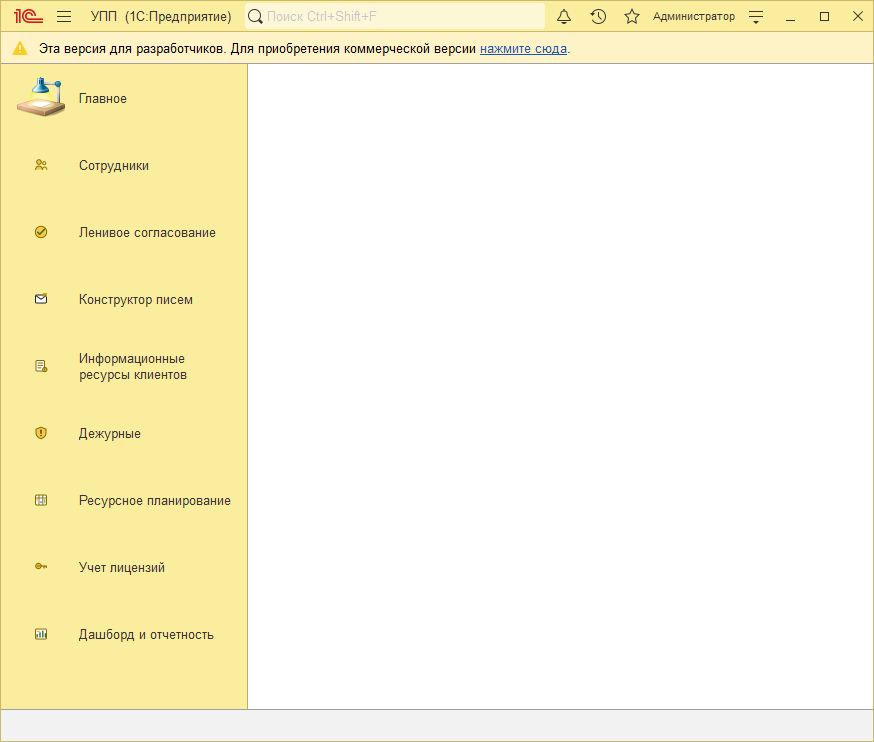 1С УПП (1С:Предприятие) Поиск Ctrl+Shift+F Администратор
Эта версия для разработчиков. Для приобретения коммерческой версии нажмите сюда.
Главное
Сотрудники
Ленивое согласование
Конструктор писем
Информационные
ресурсы клиентов
Дежурные
Ресурсное планирование
Учет лицензий
Дашборд и отчетность